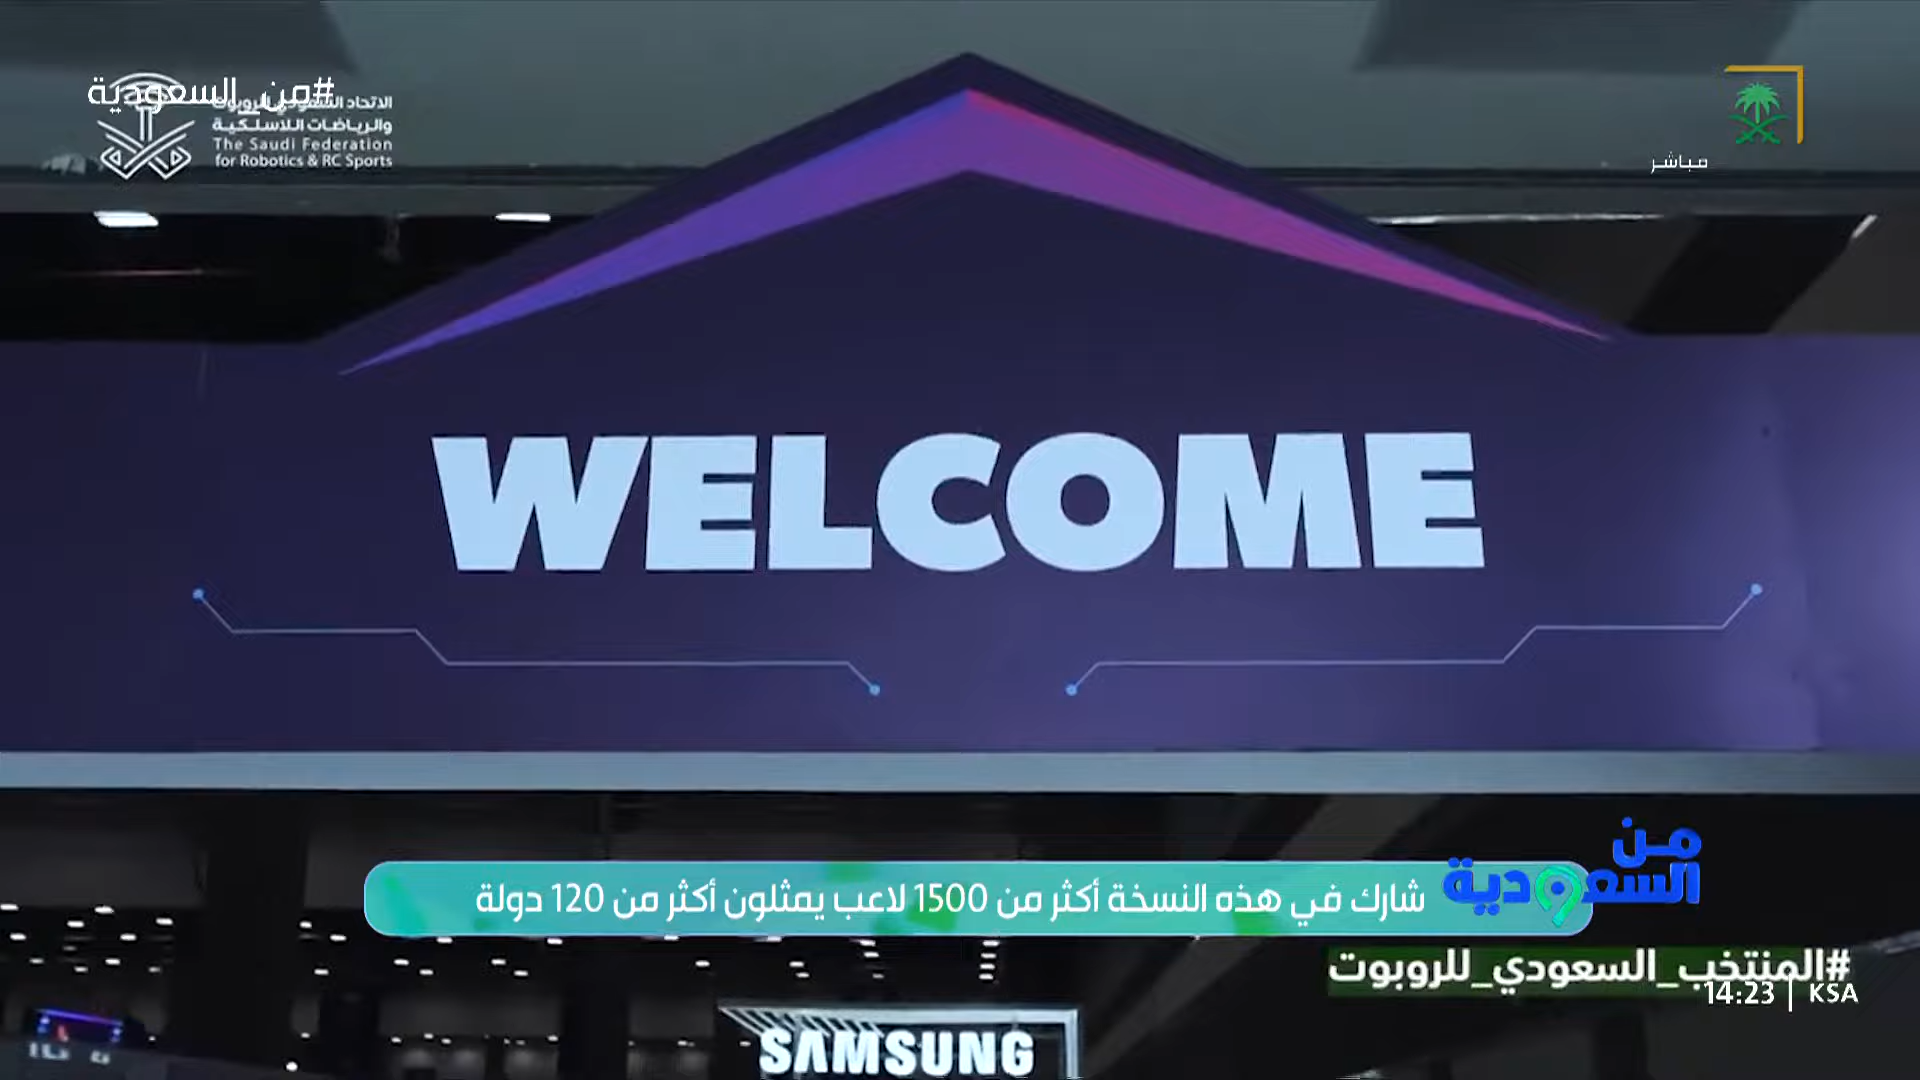 #من_السعودية
الاتحاد السعودي للروبوت
والرياضات اللاسلكية
The Saudi Federation
for Robotics & RC Sports
مباشر
WELCOME
من السعودية
شارك في هذه النسخة أكثر من 1500 لاعب يمثلون أكثر من 120 دولة
#المنتخب_السعودي_للروبوت
14:23 | KSA
SAMSUNG